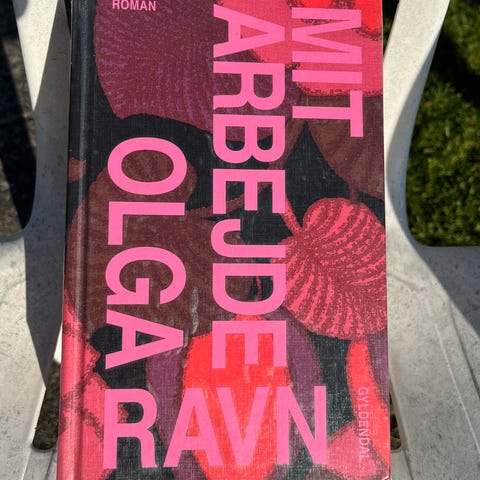 ROMAN
MIT
ARBEJDE
OLGA
RAVN
GYLDENDAL